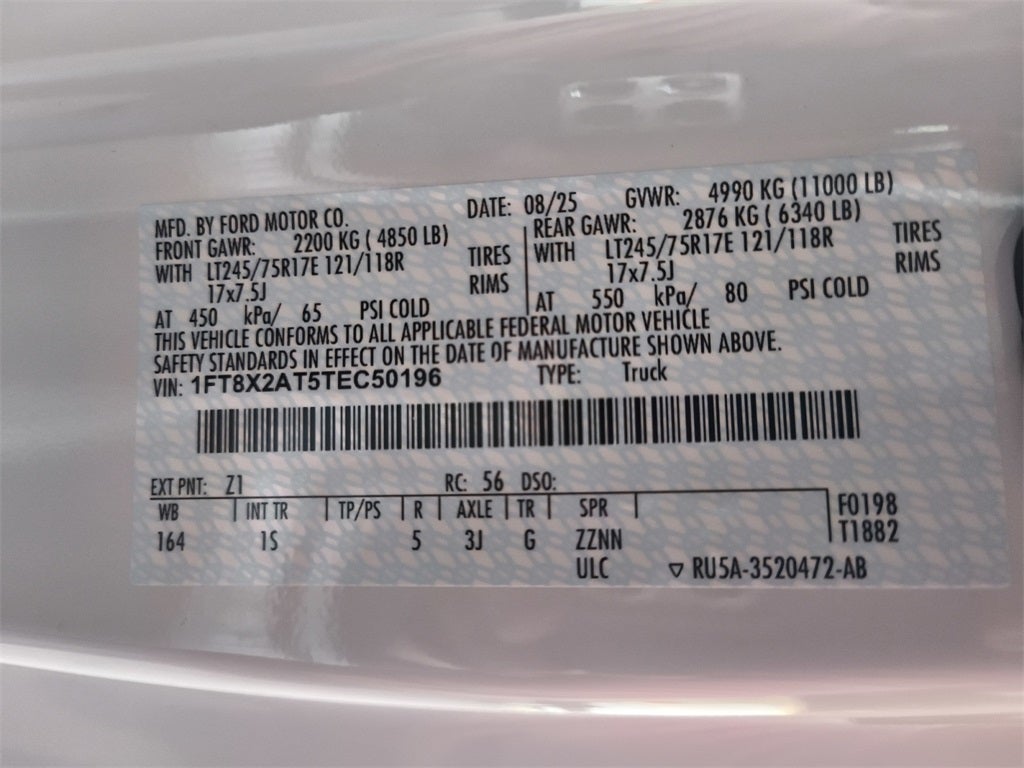 MFD. BY FORD MOTOR CO. DATE: 08/25 GVWR: 4990 KG (11000 LB)
FRONT GAWR: 2200 KG ( 4850 LB) REAR GAWR: 2876 KG ( 6340 LB)
WITH LT245/75R17E 121/118R TIRES WITH LT245/75R17E 121/118R TIRES
17x7.5J RIMS 17x7.5J RIMS
AT 450 kPa/ 65 PSI COLD AT 550 kPa/ 80 PSI COLD
THIS VEHICLE CONFORMS TO ALL APPLICABLE FEDERAL MOTOR VEHICLE
SAFETY STANDARDS IN EFFECT ON THE DATE OF MANUFACTURE SHOWN ABOVE.
VIN: 1FT8X2AT5TEC50196 TYPE: Truck
EXT PNT: Z1 RC: 56 DSO:
WB INT TR TP/PS R AXLE TR SPR F0198
164 1S 5 3J G ZZNN T1882
ULC ▽ RU5A-3520472-AB